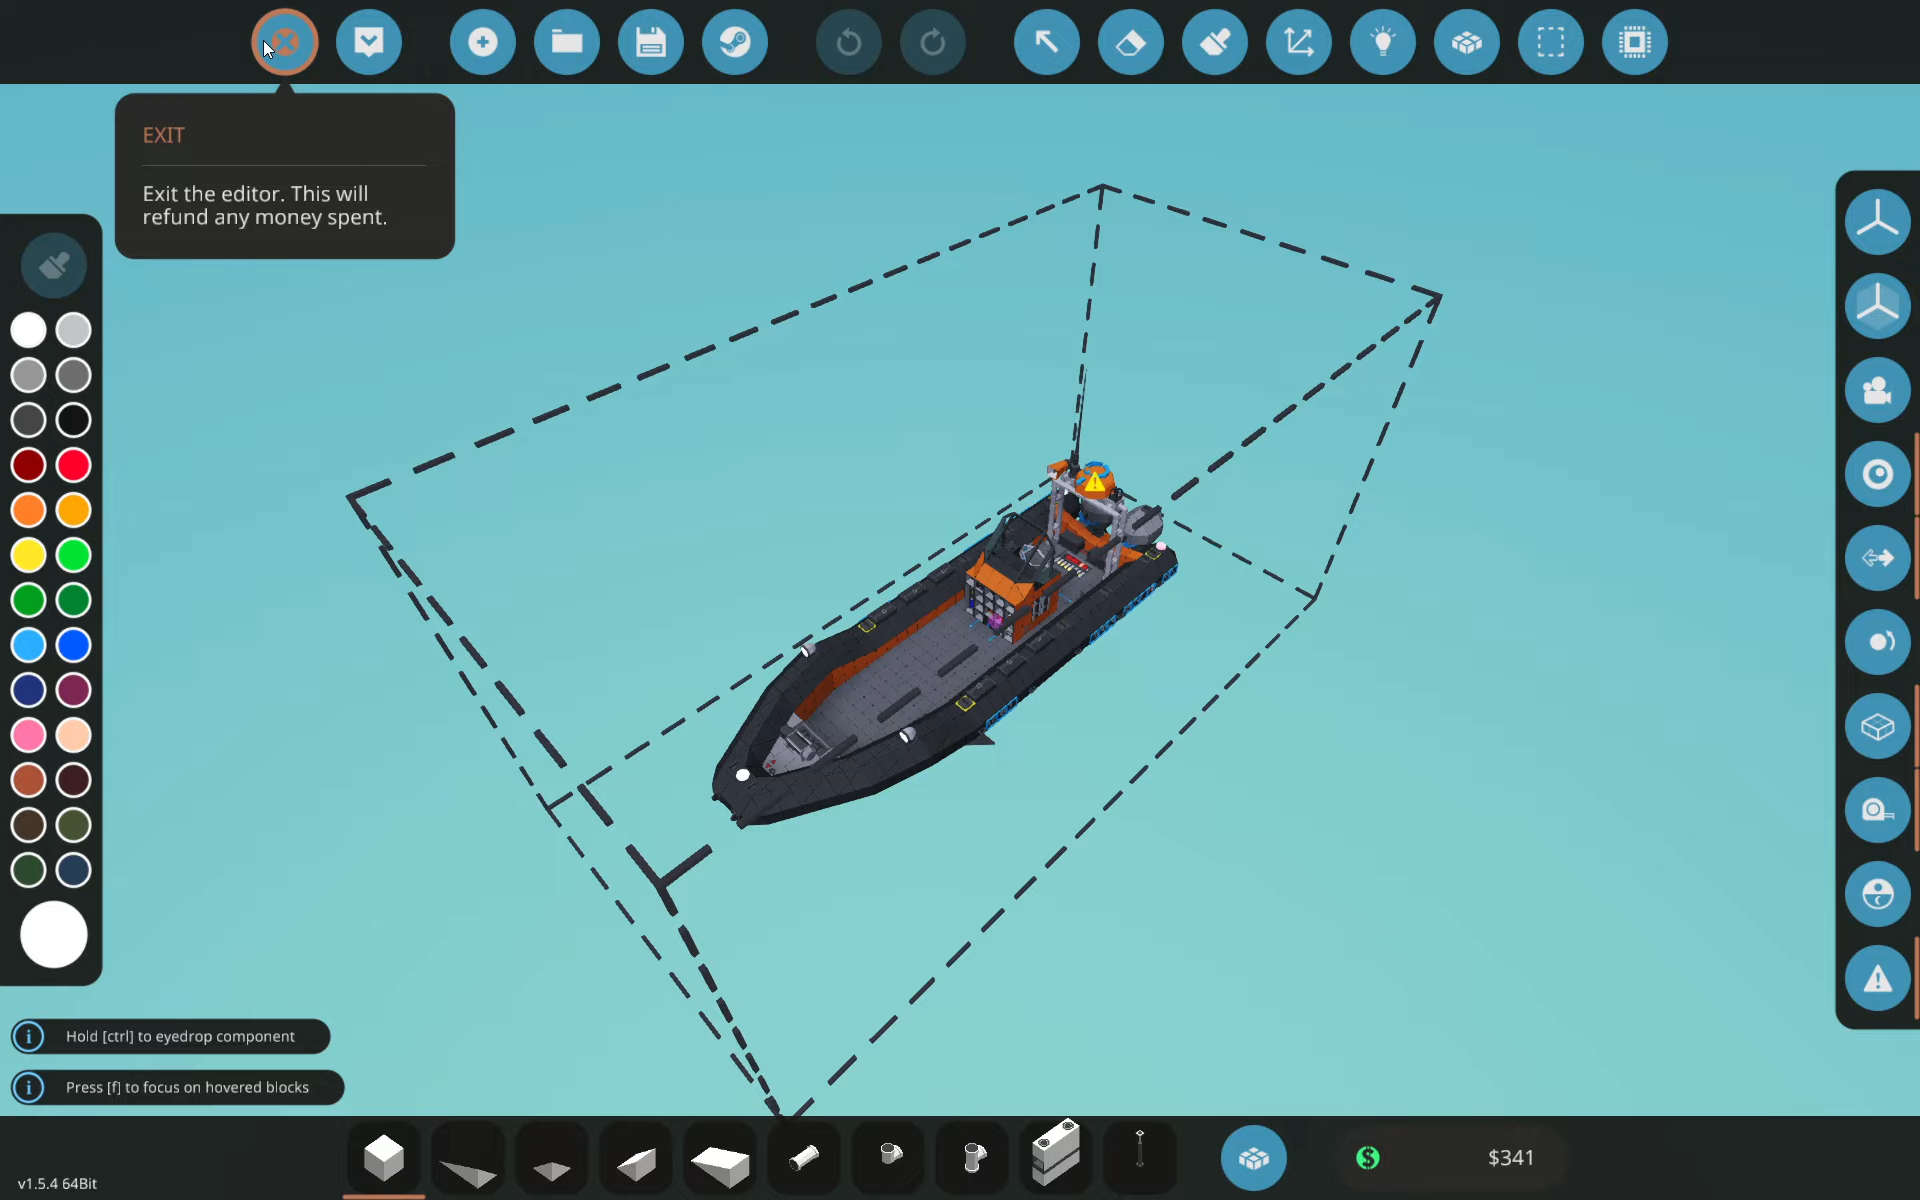 EXIT
Exit the editor. This will
refund any money spent.
Hold [ctrl] to eyedrop component
Press [f] to focus on hovered blocks
v1.5.4 64Bit
$341